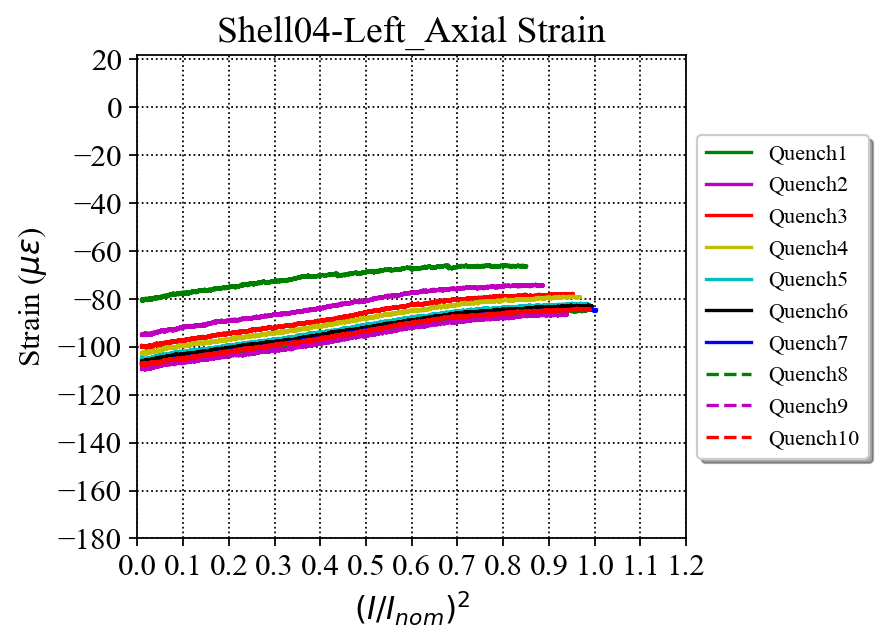 Shell04-Left_Axial Strain
20
0
−20
−40
−60
−80
−100
−120
−140
−160
−180
Strain (με)
0.0 0.1 0.2 0.3 0.4 0.5 0.6 0.7 0.8 0.9 1.0 1.1 1.2
(I/I_nom)²
Quench1
Quench2
Quench3
Quench4
Quench5
Quench6
Quench7
Quench8
Quench9
Quench10